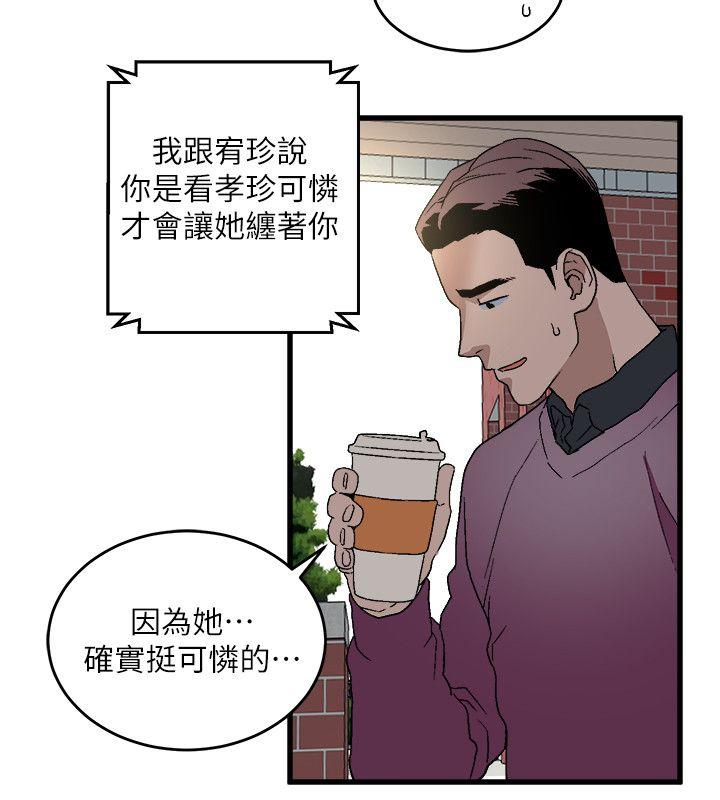 我跟宥珍說
你是看孝珍可憐
才會讓她纏著你
因為她⋯
確實挺可憐的⋯